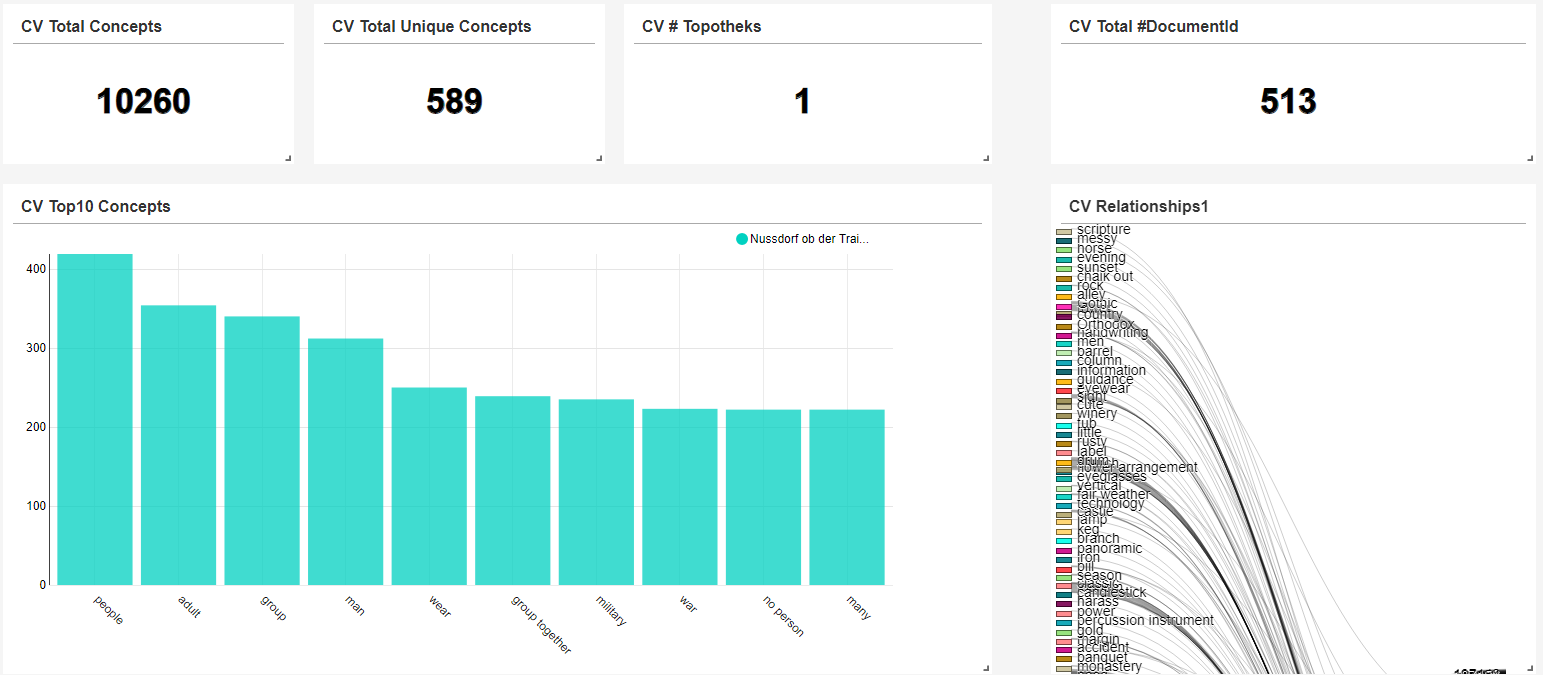 CV Total Concepts
10260
CV Total Unique Concepts
589
CV # Topotheks
1
CV Total #DocumentId
513
CV Top10 Concepts
Nussdorf ob der Trai...
400
300
200
100
0
people
adult
group
man
wear
group together
military
war
no person
many
CV Relationships1
scripture
messy
horse
evening
sunset
chalk out
rock
alley
Gothic
country
Orthodox
handwriting
men
barrel
column
information
guidance
eyewear
sight
cute
winery
tub
little
rusty
label
drum
flower arrangement
eyeglasses
vertical
fair weather
technology
castle
lamp
keg
branch
panoramic
iron
bill
season
classic
candlestick
harass
power
percussion instrument
gold
margin
accident
banquet
monastery